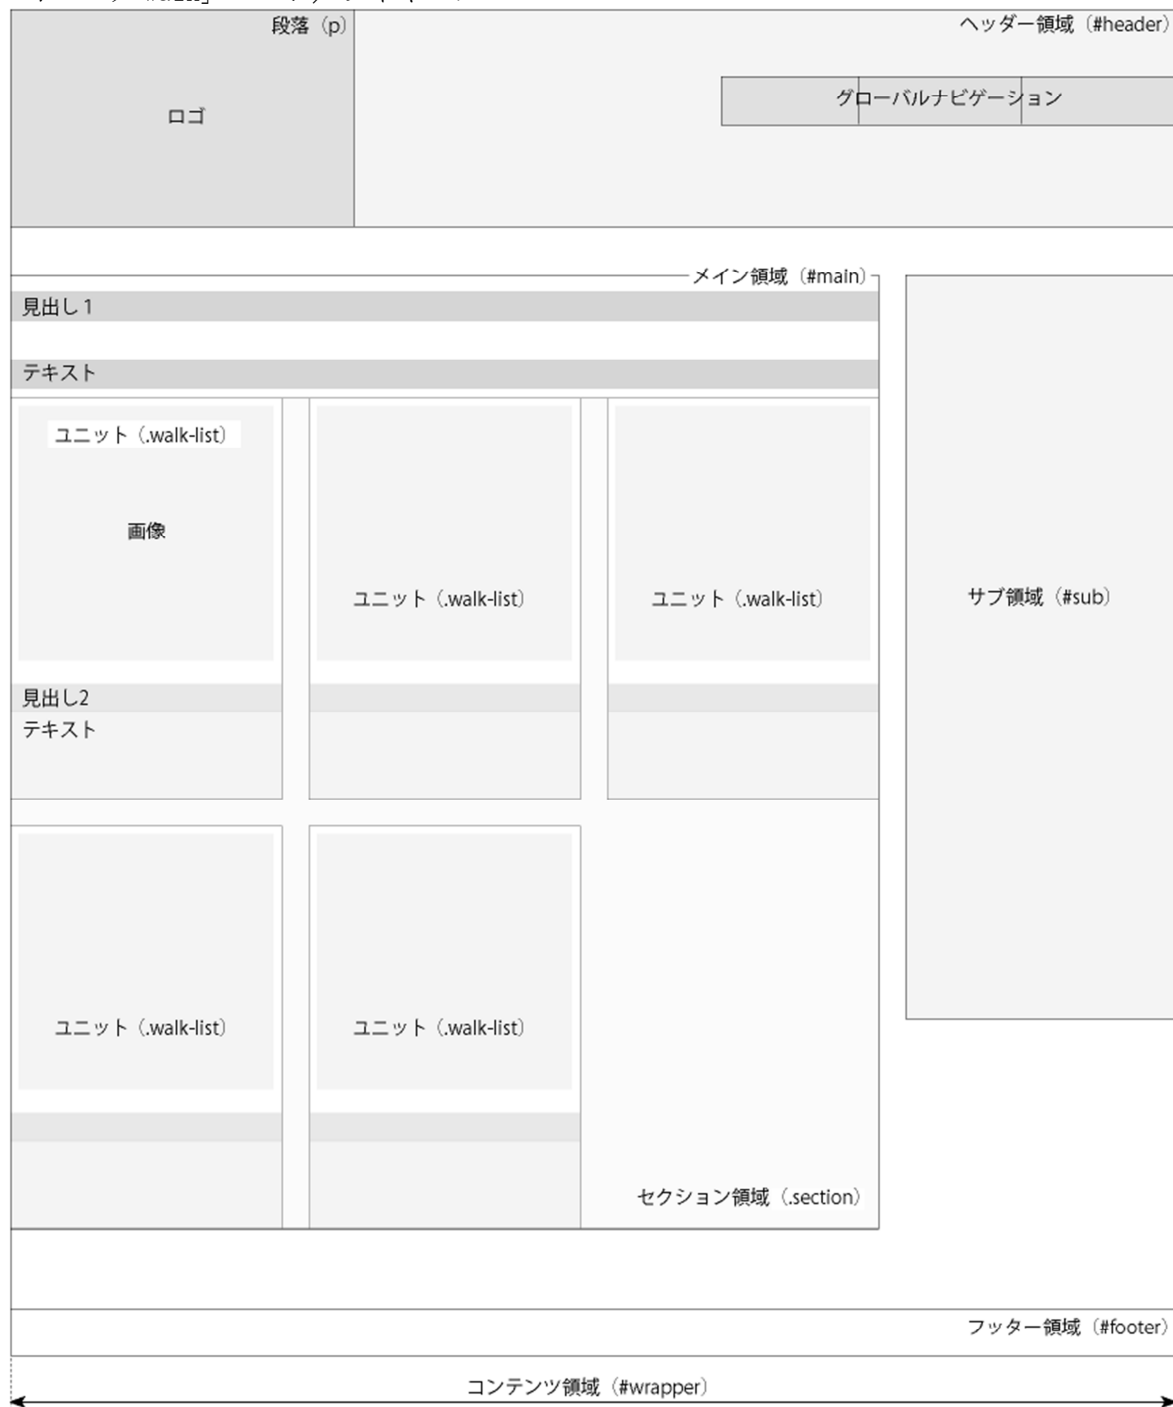 段落（p）
ヘッダー領域（#header）
グローバルナビゲーション
ロゴ
メイン領域（#main）
見出し1
テキスト
ユニット（.walk-list）
画像
ユニット（.walk-list）
ユニット（.walk-list）
サブ領域（#sub）
見出し2
テキスト
ユニット（.walk-list）
ユニット（.walk-list）
セクション領域（.section）
フッター領域（#footer）
コンテンツ領域（#wrapper）